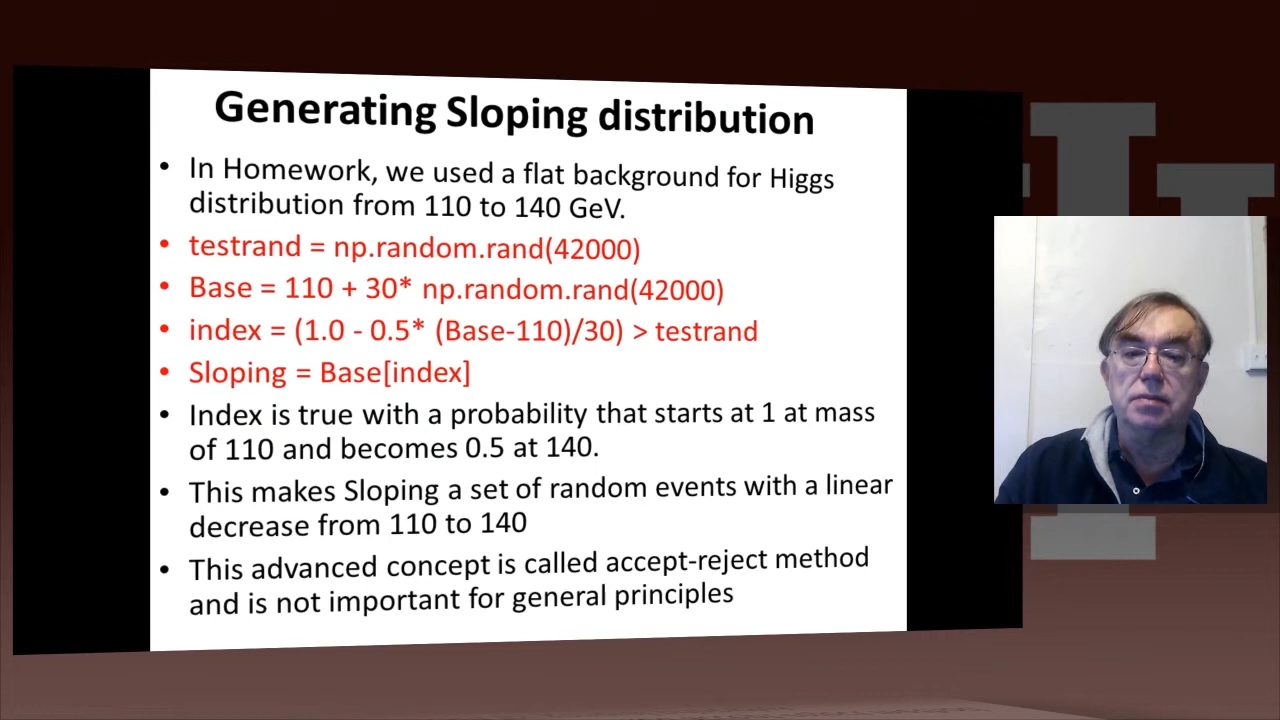 Generating Sloping distribution
• In Homework, we used a flat background for Higgs
distribution from 110 to 140 GeV.
• testrand = np.random.rand(42000)
• Base = 110 + 30* np.random.rand(42000)
• index = (1.0 - 0.5* (Base-110)/30) > testrand
• Sloping = Base[index]
• Index is true with a probability that starts at 1 at mass
of 110 and becomes 0.5 at 140.
• This makes Sloping a set of random events with a linear
decrease from 110 to 140
• This advanced concept is called accept-reject method
and is not important for general principles